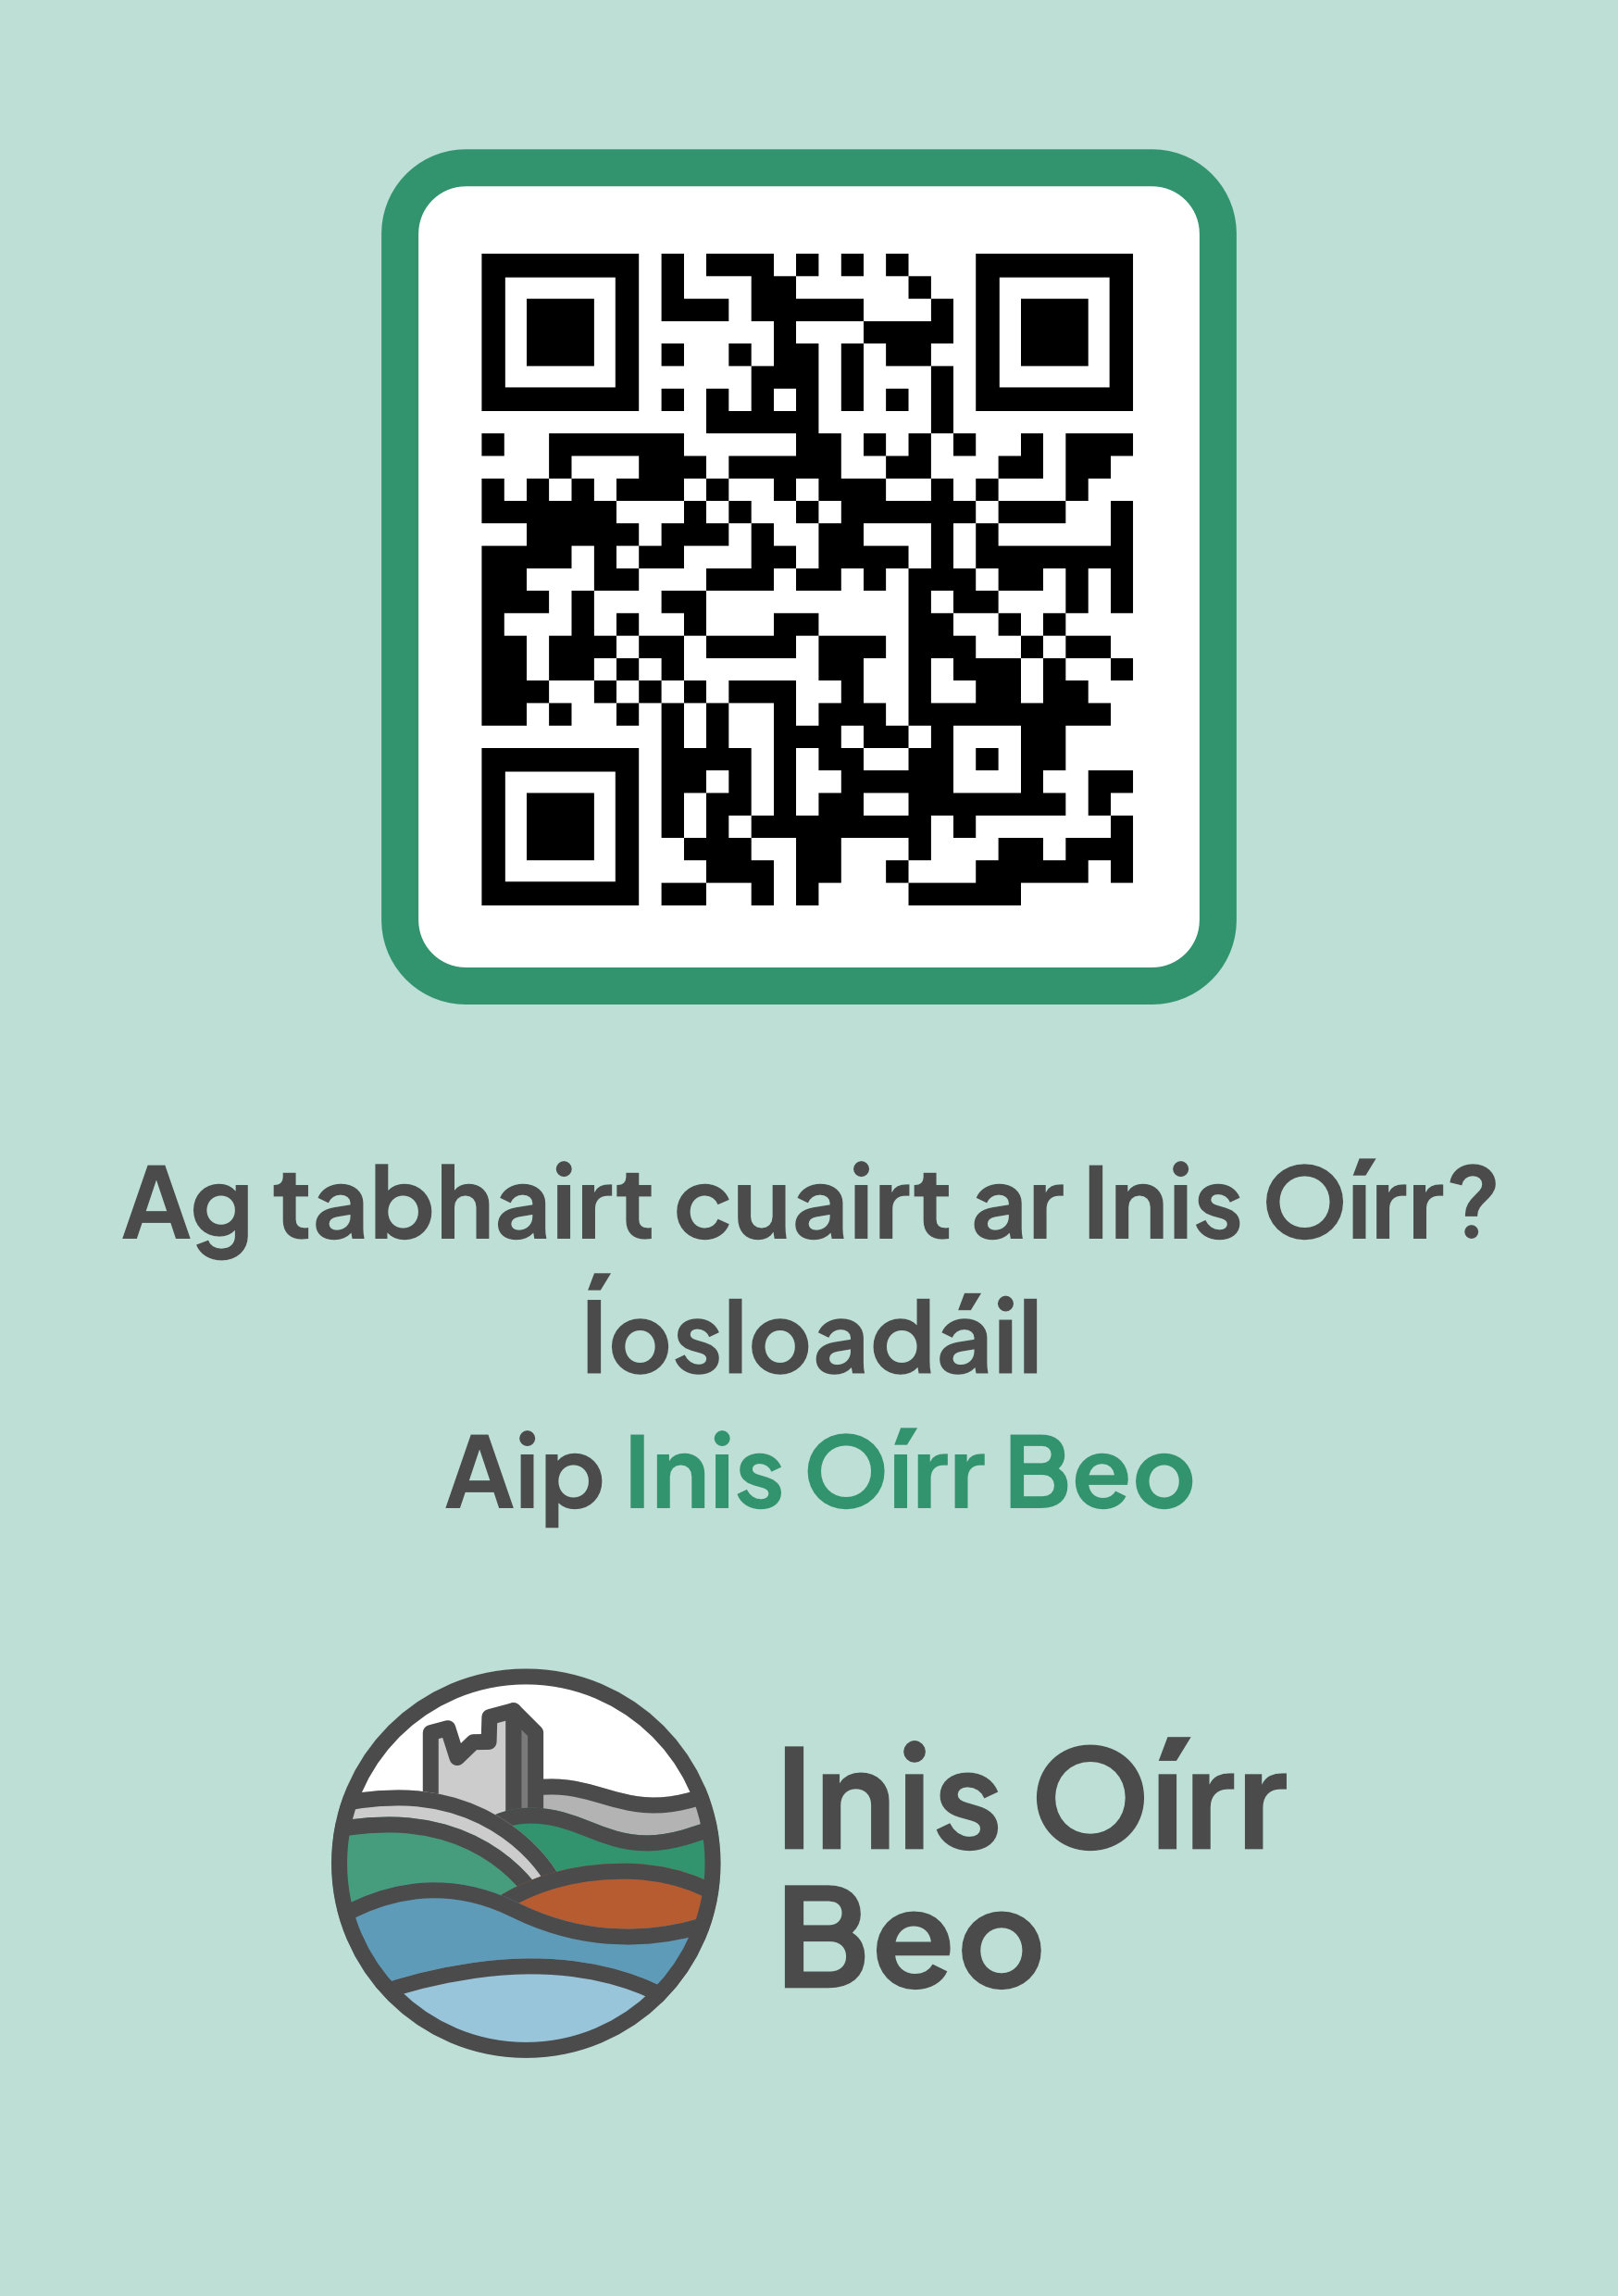 Ag tabhairt cuairt ar Inis Oírr?
Íosloadáil
Aip Inis Oírr Beo
Inis Oírr
Beo